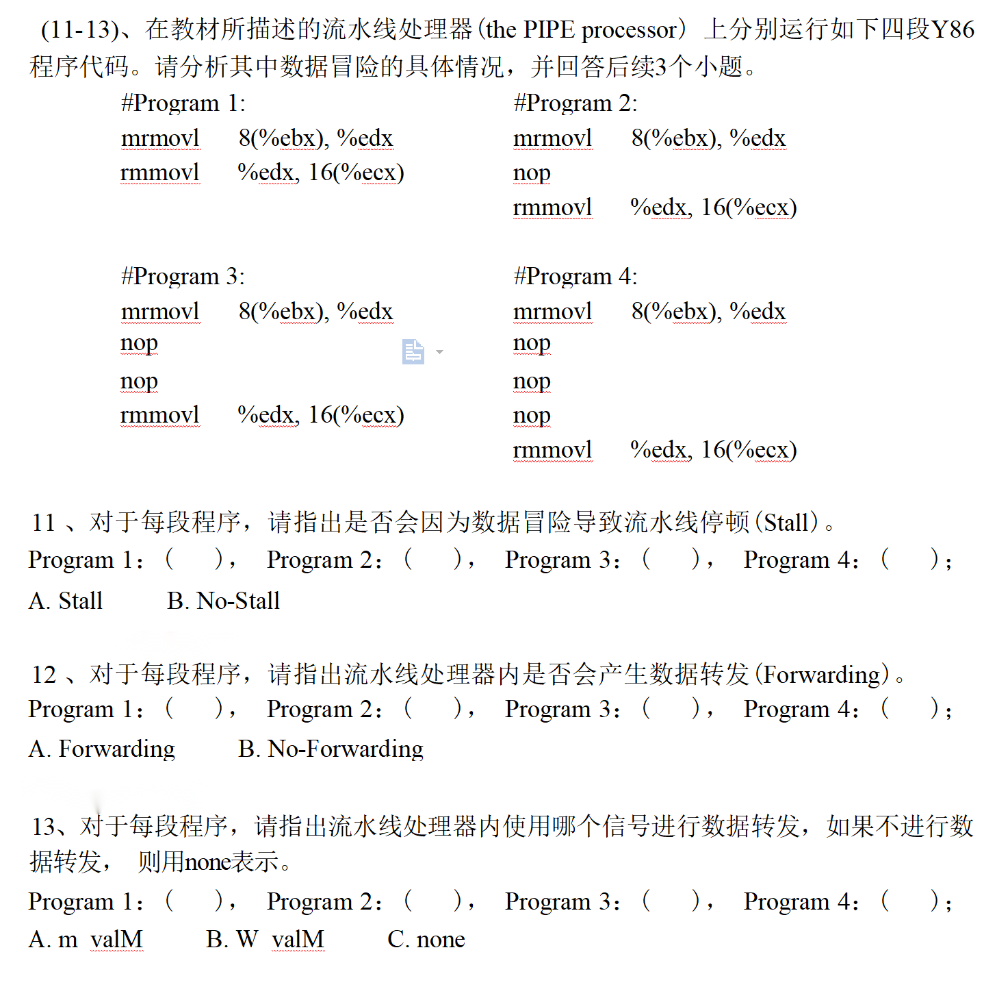 (11-13)、在教材所描述的流水线处理器(the PIPE processor) 上分别运行如下四段Y86
程序代码。请分析其中数据冒险的具体情况，并回答后续3个小题。
#Program 1:
mrmovl 8(%ebx), %edx
rmmovl %edx, 16(%ecx)
#Program 2:
mrmovl 8(%ebx), %edx
nop
rmmovl %edx, 16(%ecx)
#Program 3:
mrmovl 8(%ebx), %edx
nop
nop
rmmovl %edx, 16(%ecx)
#Program 4:
mrmovl 8(%ebx), %edx
nop
nop
nop
rmmovl %edx, 16(%ecx)
11 、对于每段程序，请指出是否会因为数据冒险导致流水线停顿(Stall)。
Program 1：( )， Program 2：( )， Program 3：( )， Program 4：( )；
A. Stall B. No-Stall
12 、对于每段程序，请指出流水线处理器内是否会产生数据转发(Forwarding)。
Program 1：( )， Program 2：( )， Program 3：( )， Program 4：( )；
A. Forwarding B. No-Forwarding
13、对于每段程序，请指出流水线处理器内使用哪个信号进行数据转发，如果不进行数
据转发， 则用none表示。
Program 1：( )， Program 2：( )， Program 3：( )， Program 4：( )；
A. m valM B. W valM C. none